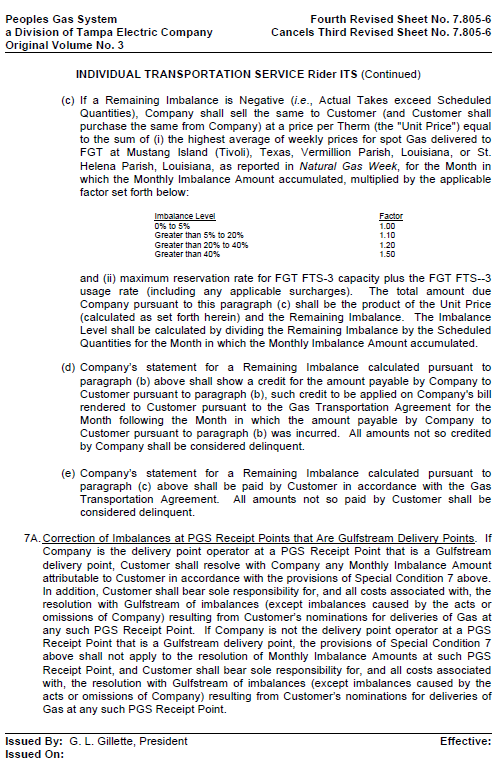 Peoples Gas System
Fourth Revised Sheet No. 7.805-6
a Division of Tampa Electric Company
Cancels Third Revised Sheet No. 7.805-6
Original Volume No. 3
INDIVIDUAL TRANSPORTATION SERVICE Rider ITS (Continued)
(c) If a Remaining Imbalance is Negative (i.e., Actual Takes exceed Scheduled
Quantities), Company shall sell the same to Customer (and Customer shall
purchase the same from Company) at a price per Therm (the "Unit Price") equal
to the sum of (i) the highest average of weekly prices for spot Gas delivered to
FGT at Mustang Island (Tivoli), Texas, Vermillion Parish, Louisiana, or St.
Helena Parish, Louisiana, as reported in Natural Gas Week, for the Month in
which the Monthly Imbalance Amount accumulated, multiplied by the applicable
factor set forth below:
Imbalance Level Factor
0% to 5% 1.00
Greater than 5% to 20% 1.10
Greater than 20% to 40% 1.20
Greater than 40% 1.50
and (ii) maximum reservation rate for FGT FTS-3 capacity plus the FGT FTS--3
usage rate (including any applicable surcharges). The total amount due
Company pursuant to this paragraph (c) shall be the product of the Unit Price
(calculated as set forth herein) and the Remaining Imbalance. The Imbalance
Level shall be calculated by dividing the Remaining Imbalance by the Scheduled
Quantities for the Month in which the Monthly Imbalance Amount accumulated.
(d) Company's statement for a Remaining Imbalance calculated pursuant to
paragraph (b) above shall show a credit for the amount payable by Company to
Customer pursuant to paragraph (b), such credit to be applied on Company's bill
rendered to Customer pursuant to the Gas Transportation Agreement for the
Month following the Month in which the amount payable by Company to
Customer pursuant to paragraph (b) was incurred. All amounts not so credited
by Company shall be considered delinquent.
(e) Company's statement for a Remaining Imbalance calculated pursuant to
paragraph (c) above shall be paid by Customer in accordance with the Gas
Transportation Agreement. All amounts not so paid by Customer shall be
considered delinquent.
7A. Correction of Imbalances at PGS Receipt Points that Are Gulfstream Delivery Points. If
Company is the delivery point operator at a PGS Receipt Point that is a Gulfstream
delivery point, Customer shall resolve with Company any Monthly Imbalance Amount
attributable to Customer in accordance with the provisions of Special Condition 7 above.
In addition, Customer shall bear sole responsibility for, and all costs associated with, the
resolution with Gulfstream of imbalances (except imbalances caused by the acts or
omissions of Company) resulting from Customer's nominations for deliveries of Gas at
any such PGS Receipt Point. If Company is not the delivery point operator at a PGS
Receipt Point that is a Gulfstream delivery point, the provisions of Special Condition 7
above shall not apply to the resolution of Monthly Imbalance Amounts at such PGS
Receipt Point, and Customer shall bear sole responsibility for, and all costs associated
with, the resolution with Gulfstream of imbalances (except imbalances caused by the
acts or omissions of Company) resulting from Customer's nominations for deliveries of
Gas at any such PGS Receipt Point.
Issued By: G. L. Gillette, President
Effective:
Issued On: